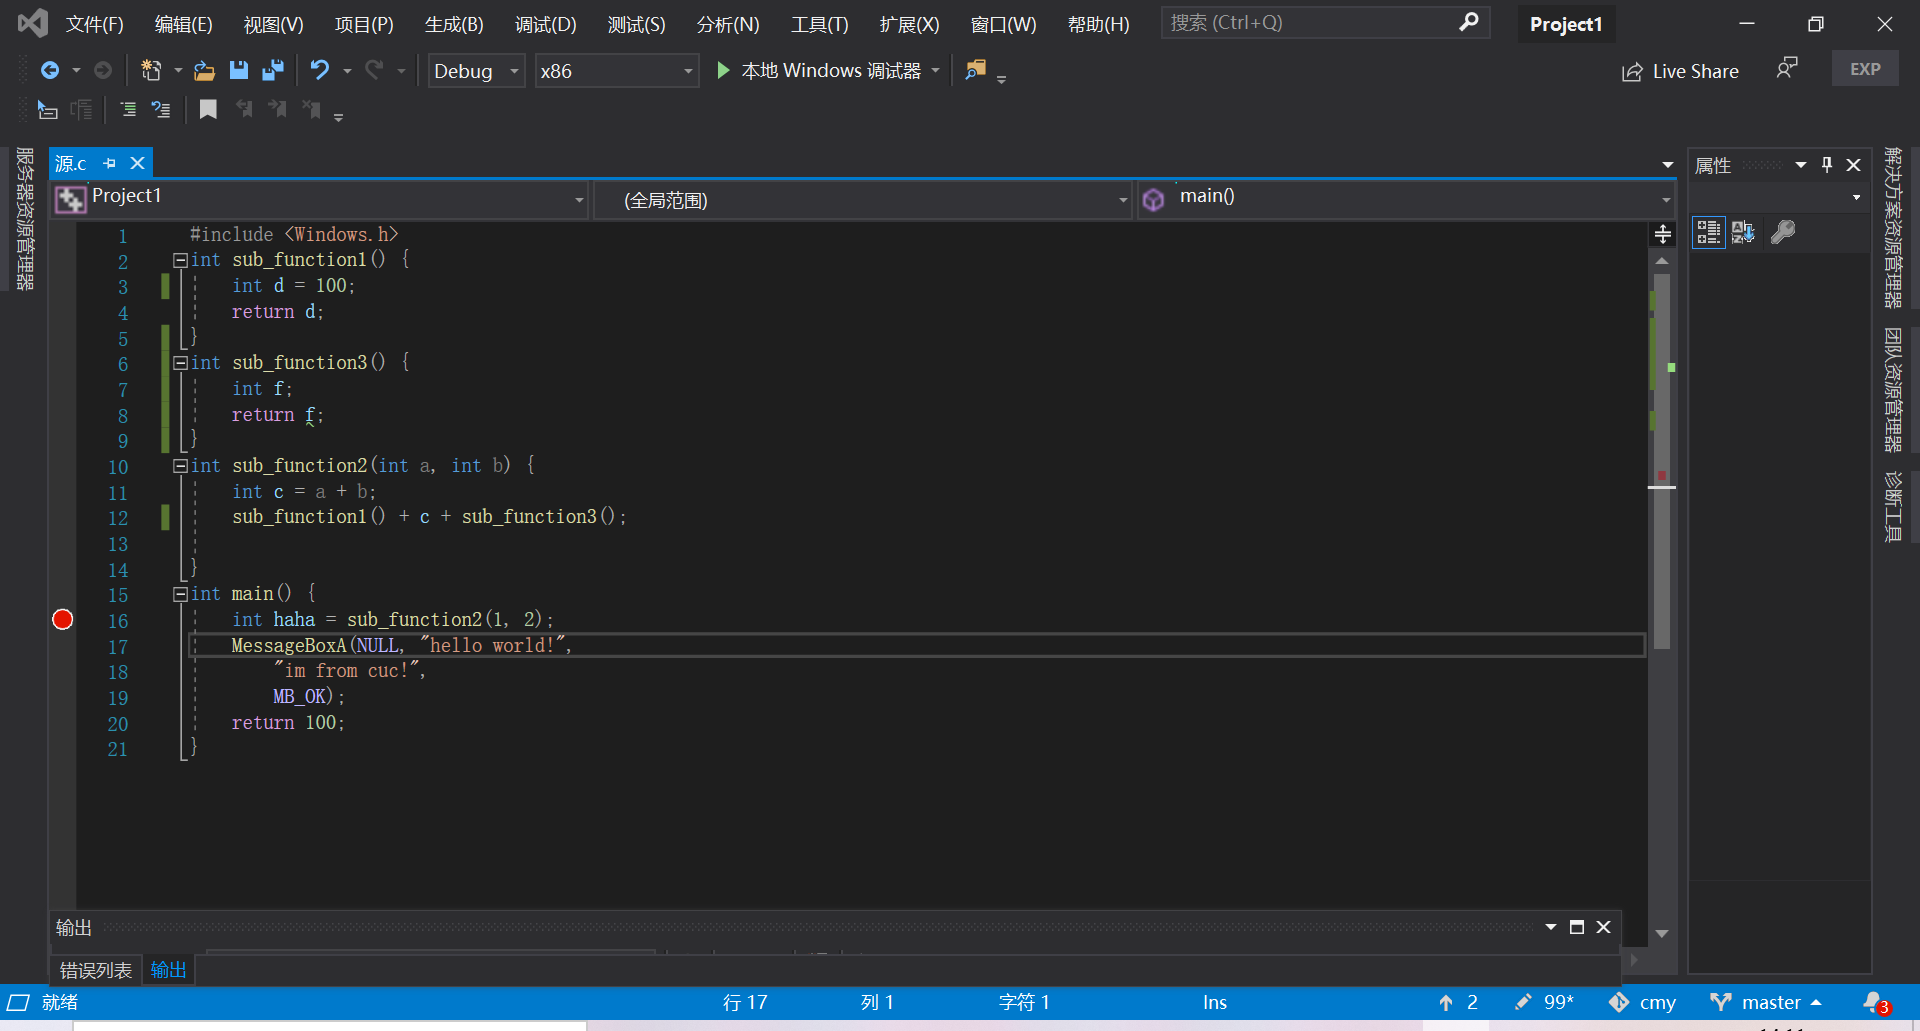 文件(F) 编辑(E) 视图(V) 项目(P) 生成(B) 调试(D) 测试(S) 分析(N) 工具(T) 扩展(X) 窗口(W) 帮助(H) 搜索 (Ctrl+Q) Project1
Debug x86 本地 Windows 调试器 Live Share EXP
服务器资源管理器
源.c
Project1 (全局范围) main()
1 #include <Windows.h>
2 int sub_function1() {
3 int d = 100;
4 return d;
5 }
6 int sub_function3() {
7 int f;
8 return f;
9 }
10 int sub_function2(int a, int b) {
11 int c = a + b;
12 sub_function1() + c + sub_function3();
13
14 }
15 int main() {
16 int haha = sub_function2(1, 2);
17 MessageBoxA(NULL, "hello world!",
18 "im from cuc!",
19 MB_OK);
20 return 100;
21 }
属性
解决方案资源管理器
团队资源管理器
诊断工具
输出
错误列表 输出
就绪 行 17 列 1 字符 1 Ins 2 99* cmy master 3